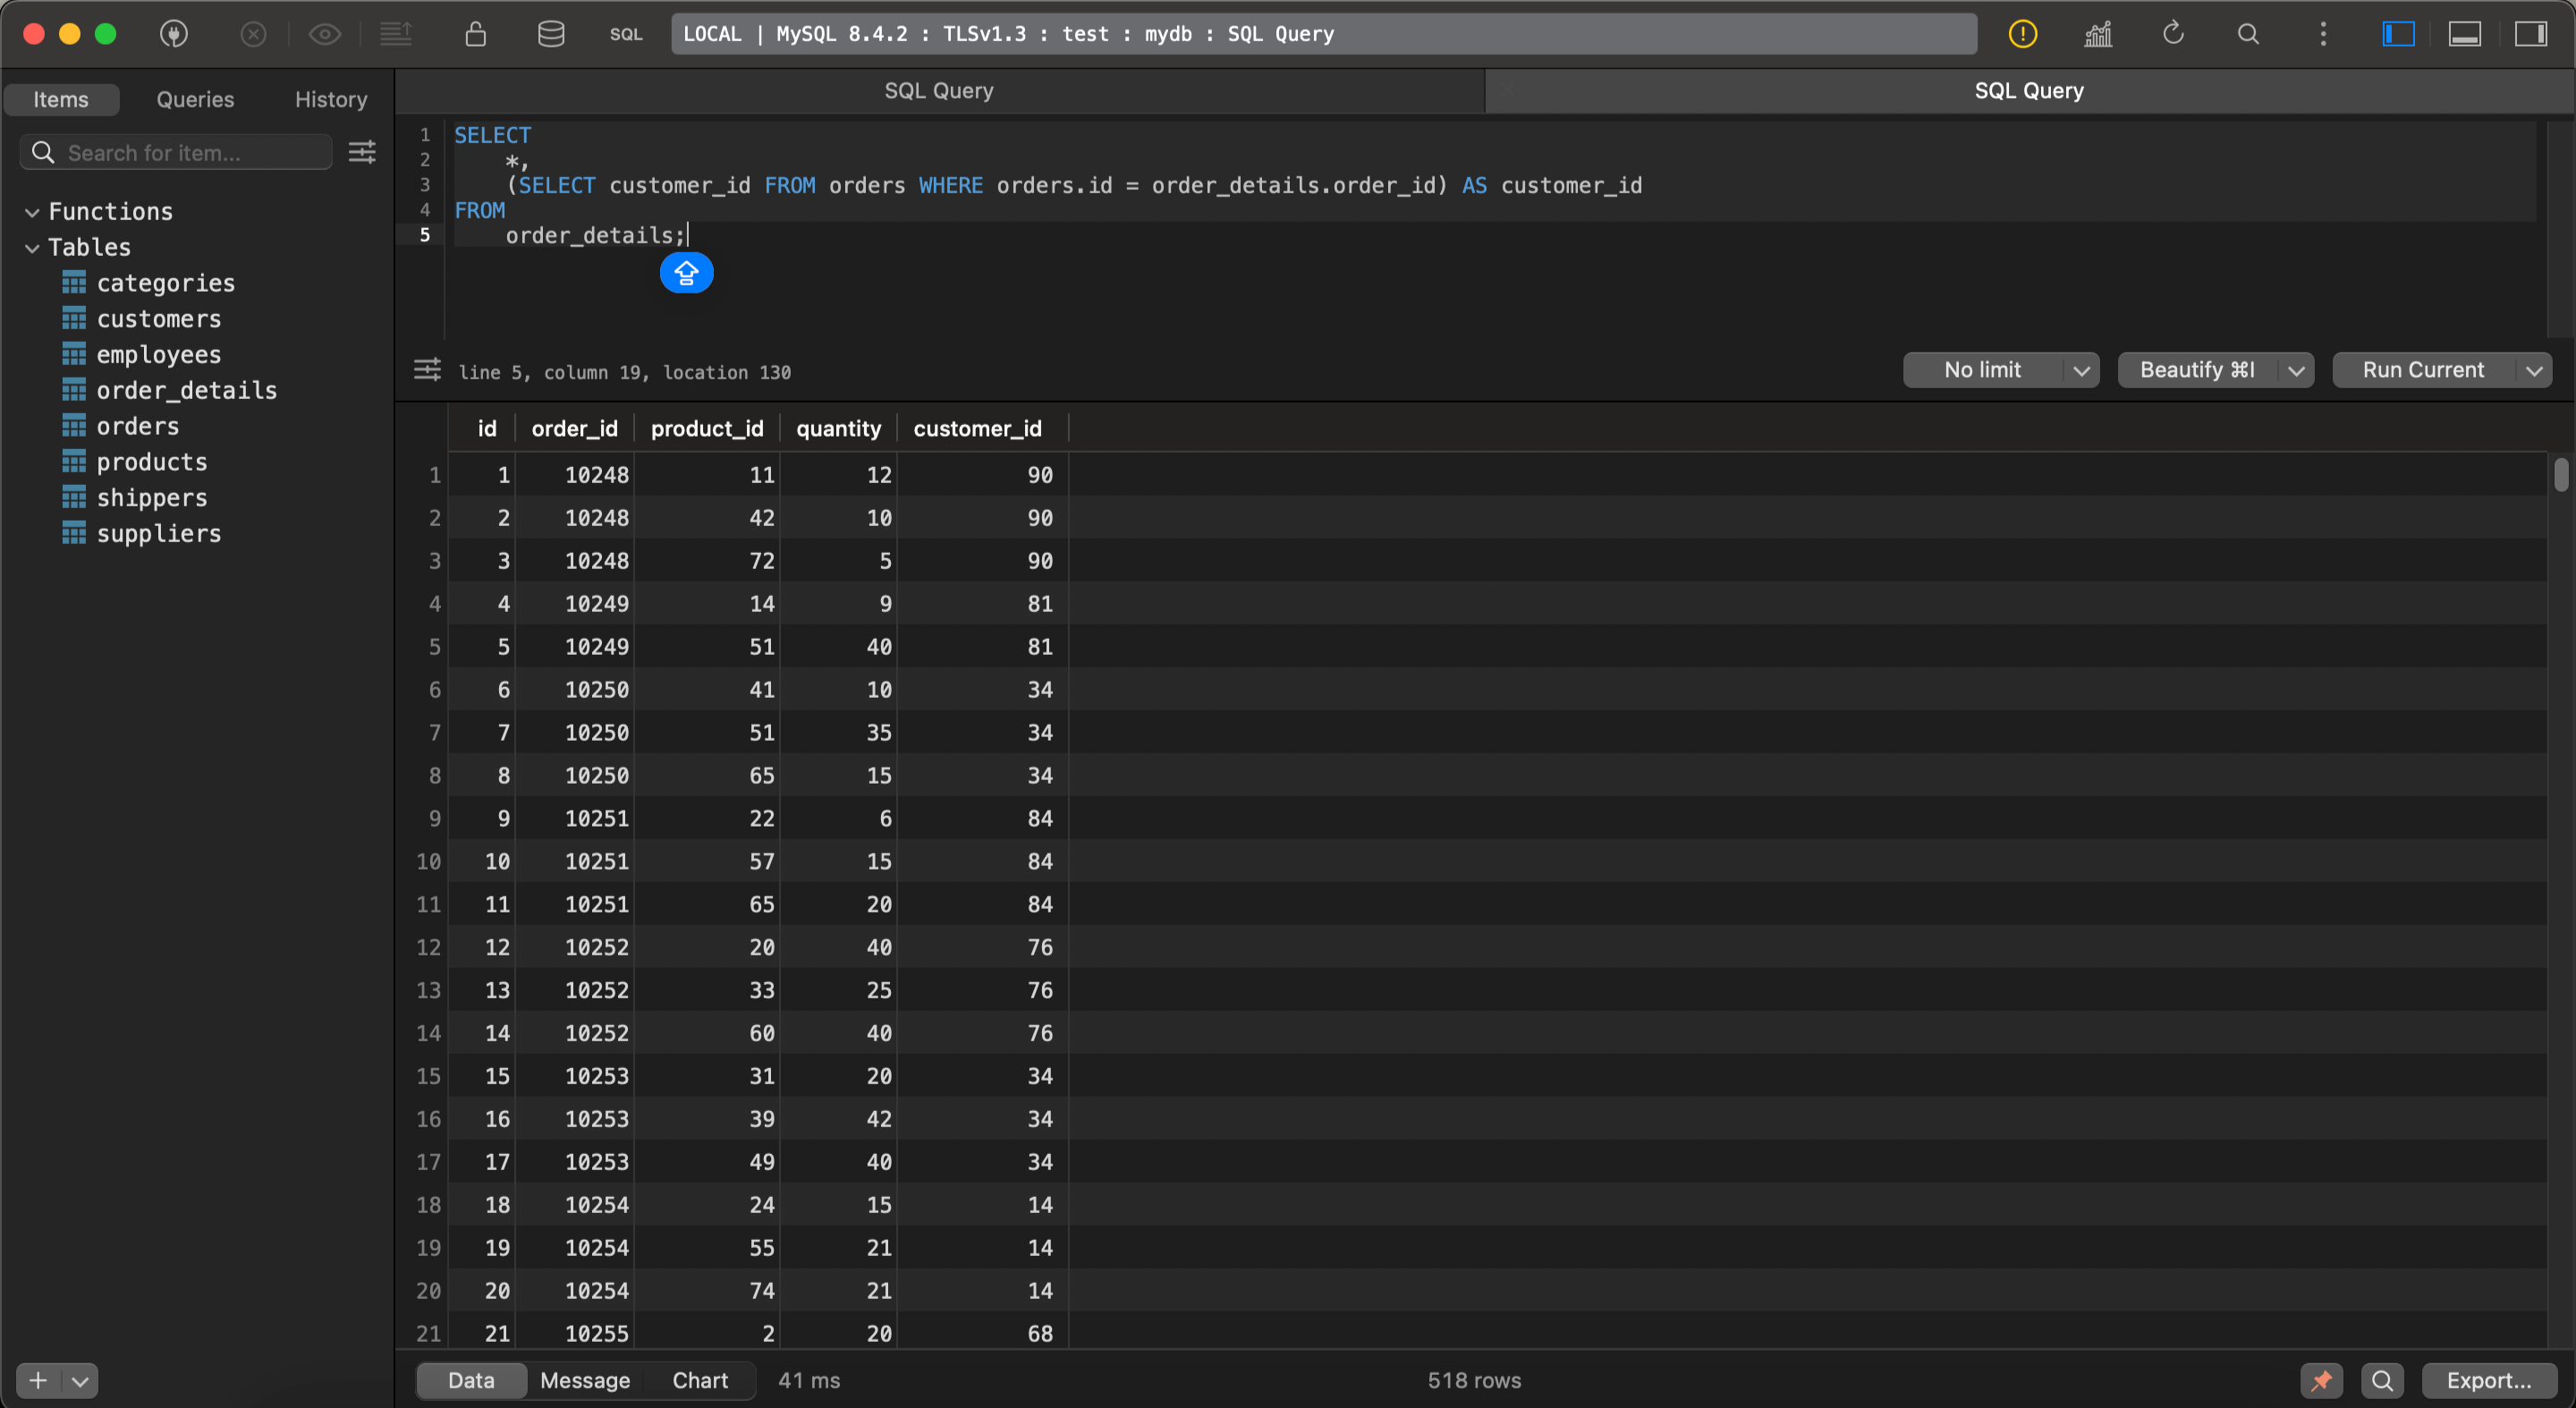 SQL
LOCAL | MySQL 8.4.2 : TLSv1.3 : test : mydb : SQL Query
Items Queries History
Search for item...
Functions
Tables
categories
customers
employees
order_details
orders
products
shippers
suppliers
SQL Query SQL Query
1 SELECT
2 *,
3 (SELECT customer_id FROM orders WHERE orders.id = order_details.order_id) AS customer_id
4 FROM
5 order_details;
line 5, column 19, location 130 No limit Beautify ⌘I Run Current
id order_id product_id quantity customer_id
1 1 10248 11 12 90
2 2 10248 42 10 90
3 3 10248 72 5 90
4 4 10249 14 9 81
5 5 10249 51 40 81
6 6 10250 41 10 34
7 7 10250 51 35 34
8 8 10250 65 15 34
9 9 10251 22 6 84
10 10 10251 57 15 84
11 11 10251 65 20 84
12 12 10252 20 40 76
13 13 10252 33 25 76
14 14 10252 60 40 76
15 15 10253 31 20 34
16 16 10253 39 42 34
17 17 10253 49 40 34
18 18 10254 24 15 14
19 19 10254 55 21 14
20 20 10254 74 21 14
21 21 10255 2 20 68
Data Message Chart 41 ms 518 rows Export...